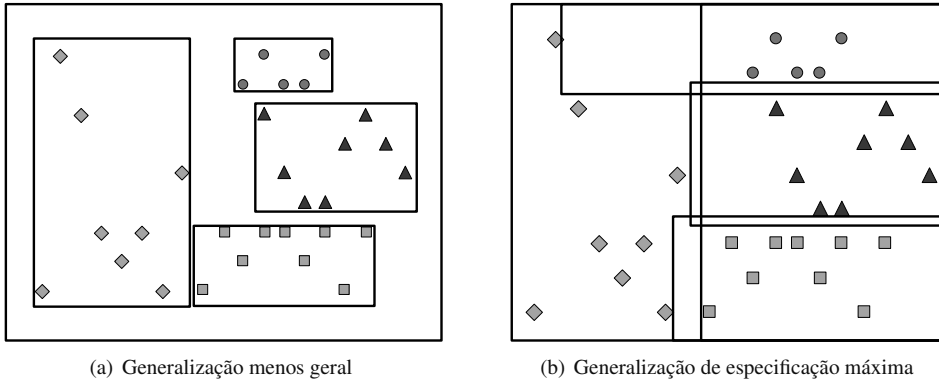 (a) Generalização menos geral
(b) Generalização de especificação máxima